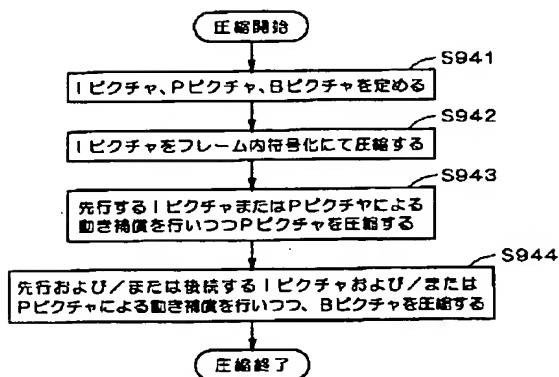 圧縮開始
S941
Iピクチャ、Pピクチャ、Bピクチャを定める
S942
Iピクチャをフレーム内符号化にて圧縮する
S943
先行するIピクチャまたはPピクチヤによる
動き補償を行いつつPピクチャを圧縮する
S944
先行および/または後続するIピクチャおよび/または
Pピクチャによる動き補償を行いつつ、Bピクチャを圧縮する
圧縮終了